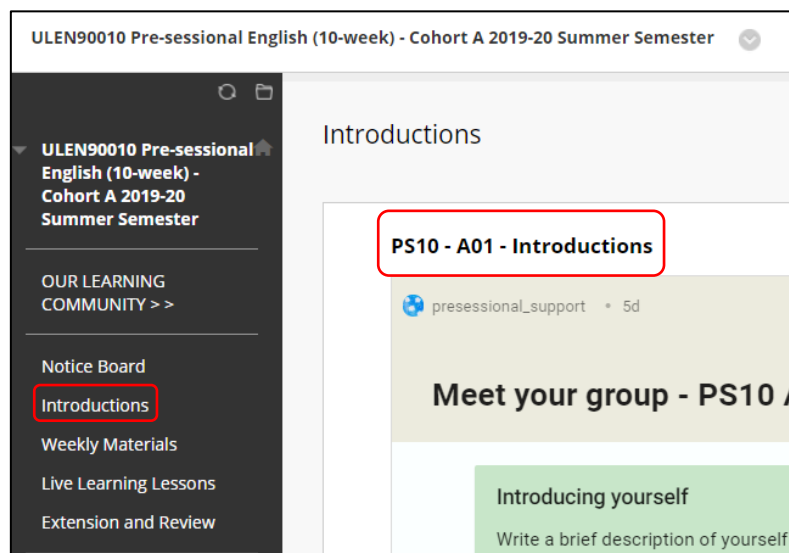 ULEN90010 Pre-sessional English (10-week) - Cohort A 2019-20 Summer Semester
ULEN90010 Pre-sessional
English (10-week) -
Cohort A 2019-20
Summer Semester
OUR LEARNING
COMMUNITY > >
Notice Board
Introductions
Weekly Materials
Live Learning Lessons
Extension and Review
Introductions
PS10 - A01 - Introductions
presessional_support • 5d
Meet your group - PS10
Introducing yourself
Write a brief description of yourself